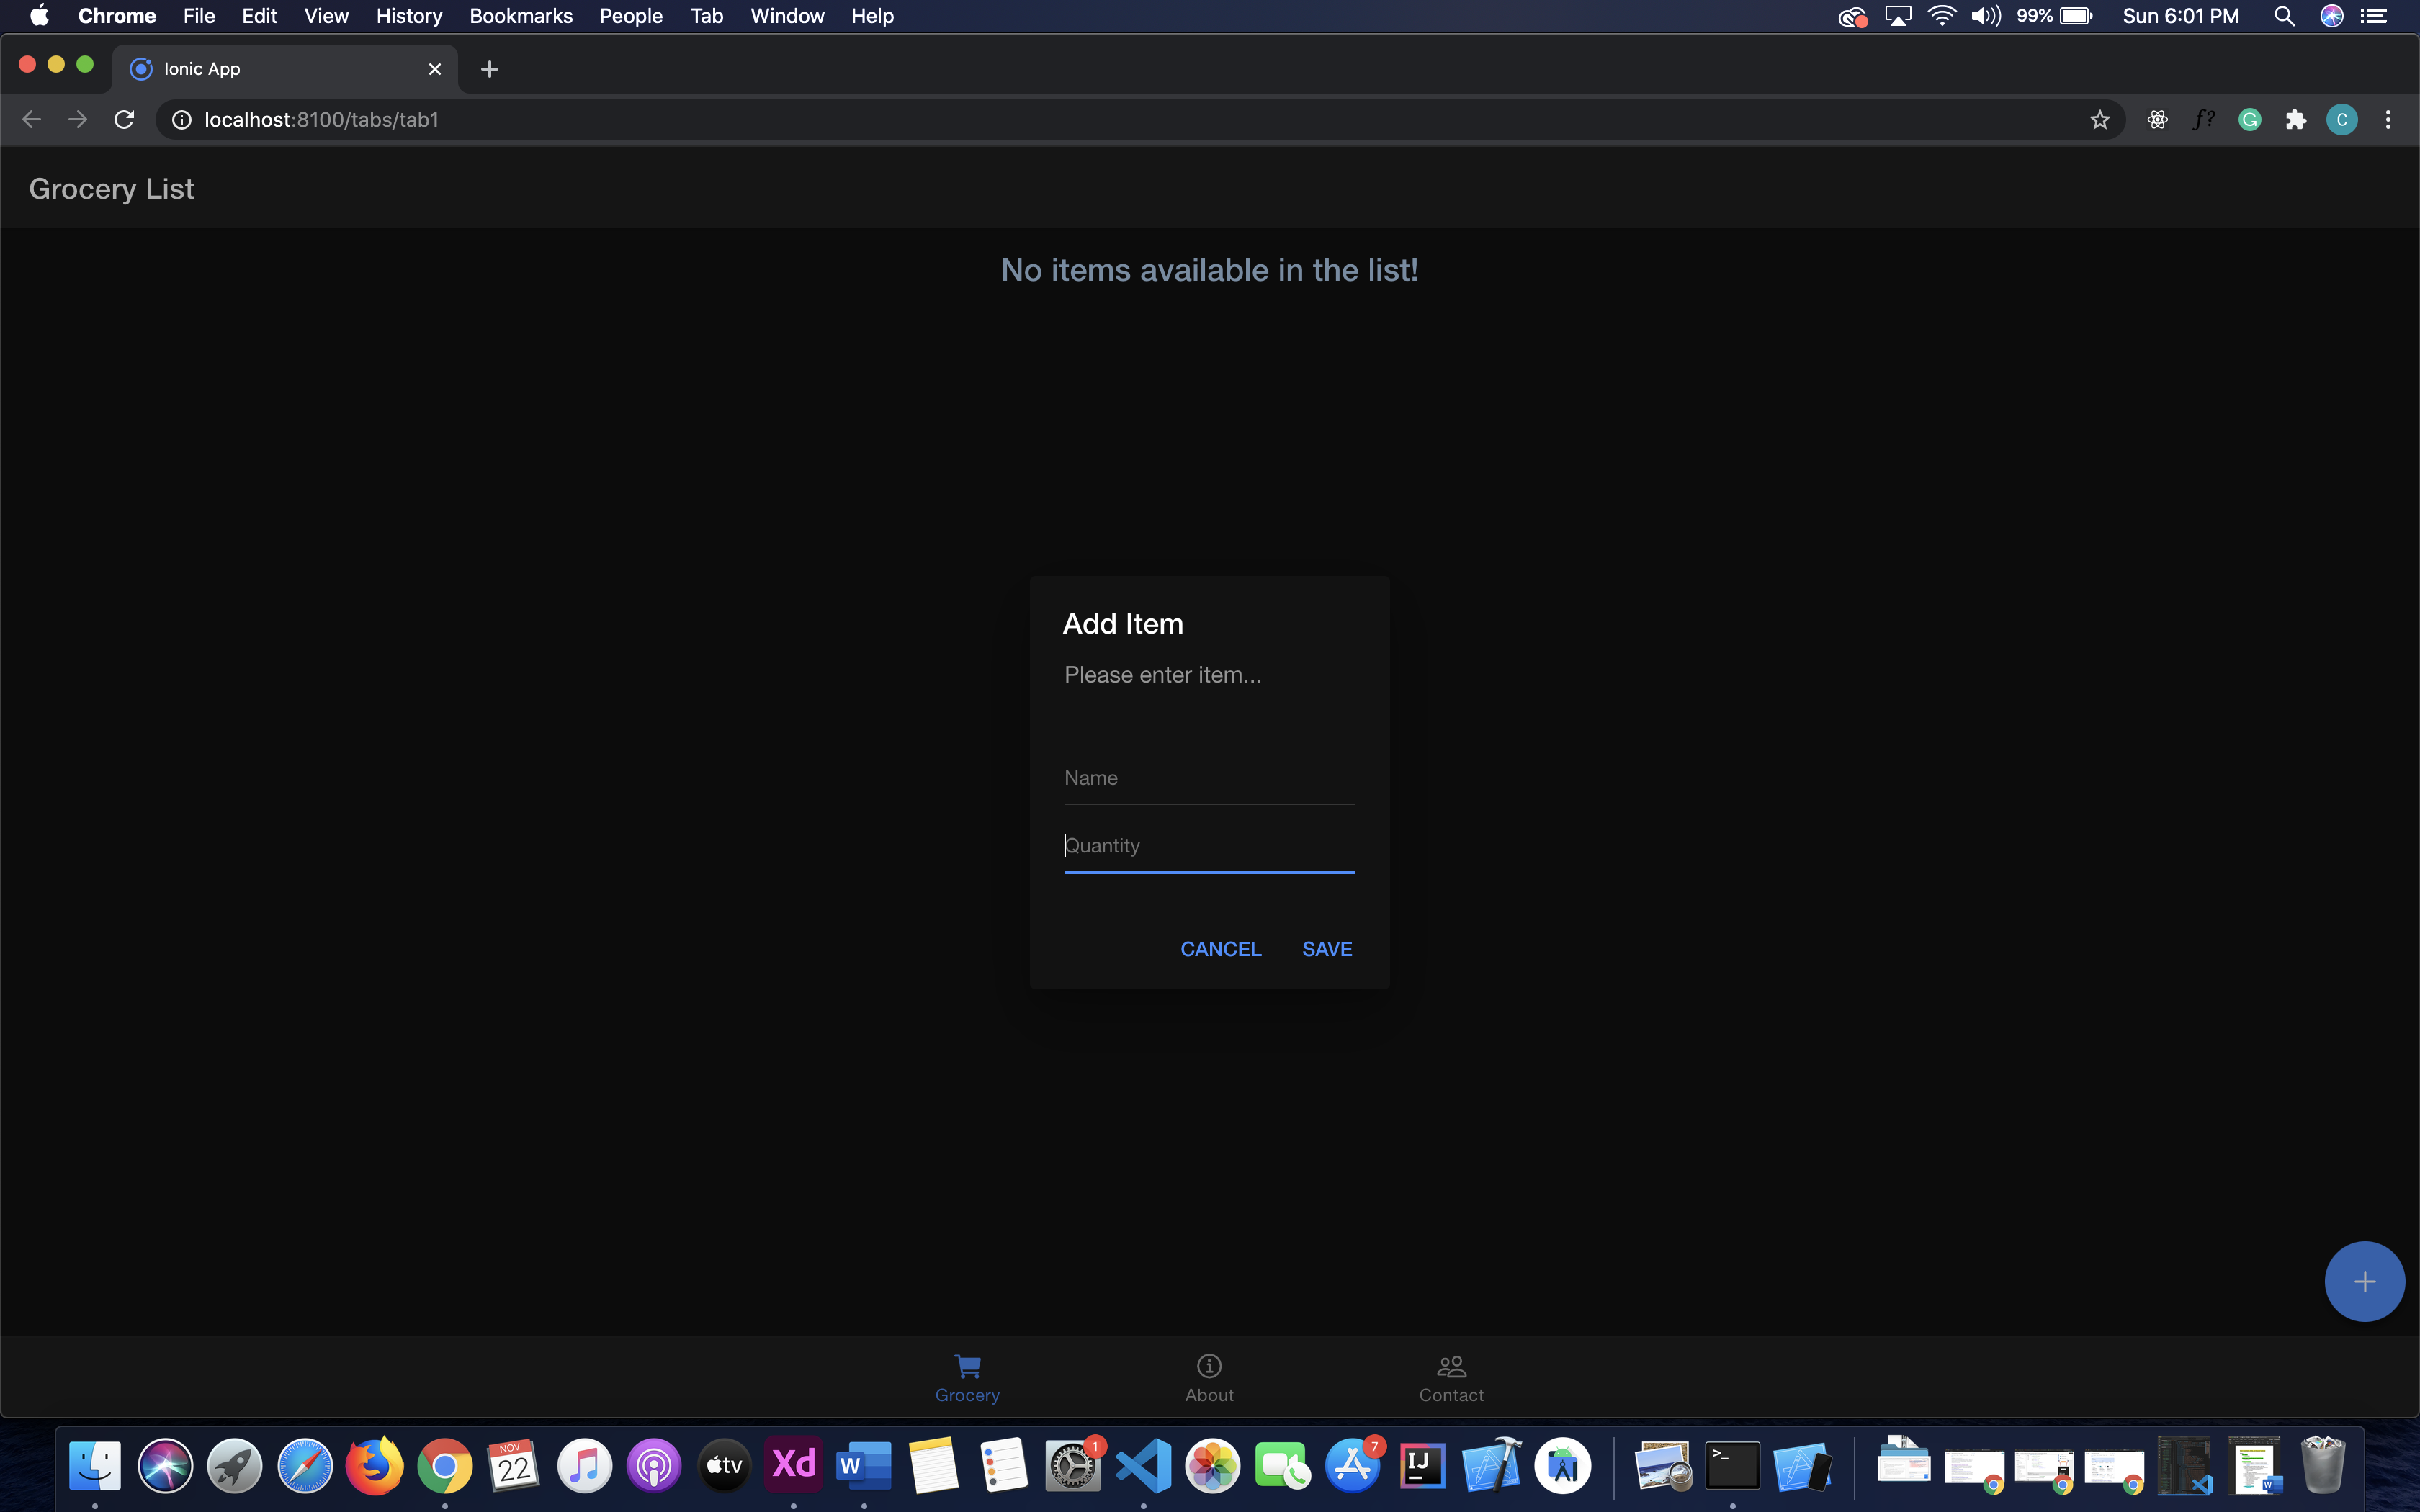 Chrome File Edit View History Bookmarks People Tab Window Help 99% Sun 6:01 PM
Ionic App
localhost:8100/tabs/tab1 f? C
Grocery List
No items available in the list!
Add Item
Please enter item...
Name
Quantity
CANCEL SAVE
Grocery About Contact
NOV
22
tv
Xd
W
1
7
IJ
>_